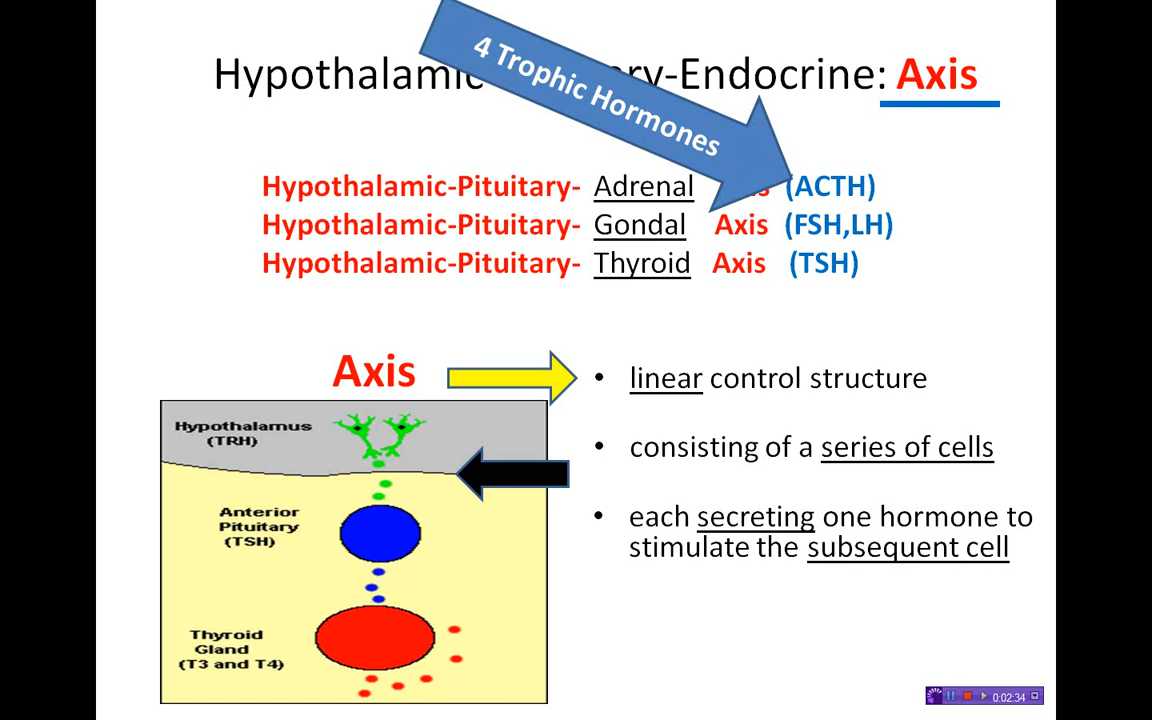 4 Trophic Hormones
Hypothalamic ary-Endocrine: Axis
Hypothalamic-Pituitary- Adrenal (ACTH)
Hypothalamic-Pituitary- Gondal Axis (FSH,LH)
Hypothalamic-Pituitary- Thyroid Axis (TSH)
Axis
• linear control structure
• consisting of a series of cells
• each secreting one hormone to
stimulate the subsequent cell
Hypothalamus
(TRH)
Anterior
Pituitary
(TSH)
Thyroid
Gland
(T3 and T4)
0:02:34